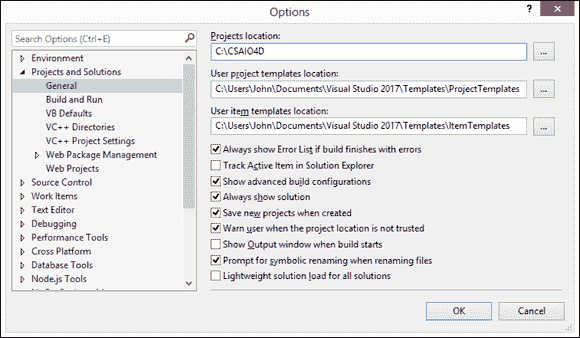 Options
?
Search Options (Ctrl+E)
Environment
Projects and Solutions
General
Build and Run
VB Defaults
VC++ Directories
VC++ Project Settings
Web Package Management
Web Projects
Source Control
Work Items
Text Editor
Debugging
Performance Tools
Cross Platform
Database Tools
Node.js Tools
Projects location:
C:\CSAIO4D
...
User project templates location:
C:\Users\John\Documents\Visual Studio 2017\Templates\ProjectTemplates
...
User item templates location:
C:\Users\John\Documents\Visual Studio 2017\Templates\ItemTemplates
...
Always show Error List if build finishes with errors
Track Active Item in Solution Explorer
Show advanced build configurations
Always show solution
Save new projects when created
Warn user when the project location is not trusted
Show Output window when build starts
Prompt for symbolic renaming when renaming files
Lightweight solution load for all solutions
OK
Cancel